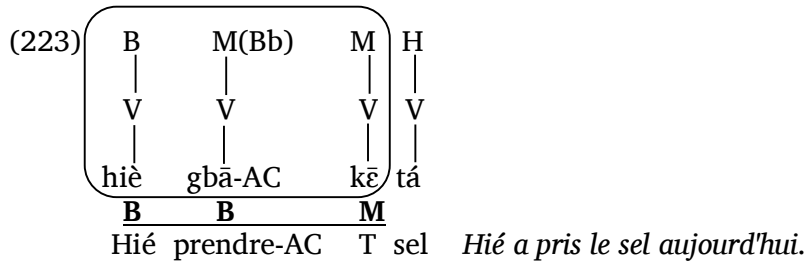 (223) B M(Bb) M H
V V V V
hiè gbā-AC kɛ̄ tá
B B M
Hié prendre-AC T sel Hié a pris le sel aujourd'hui.